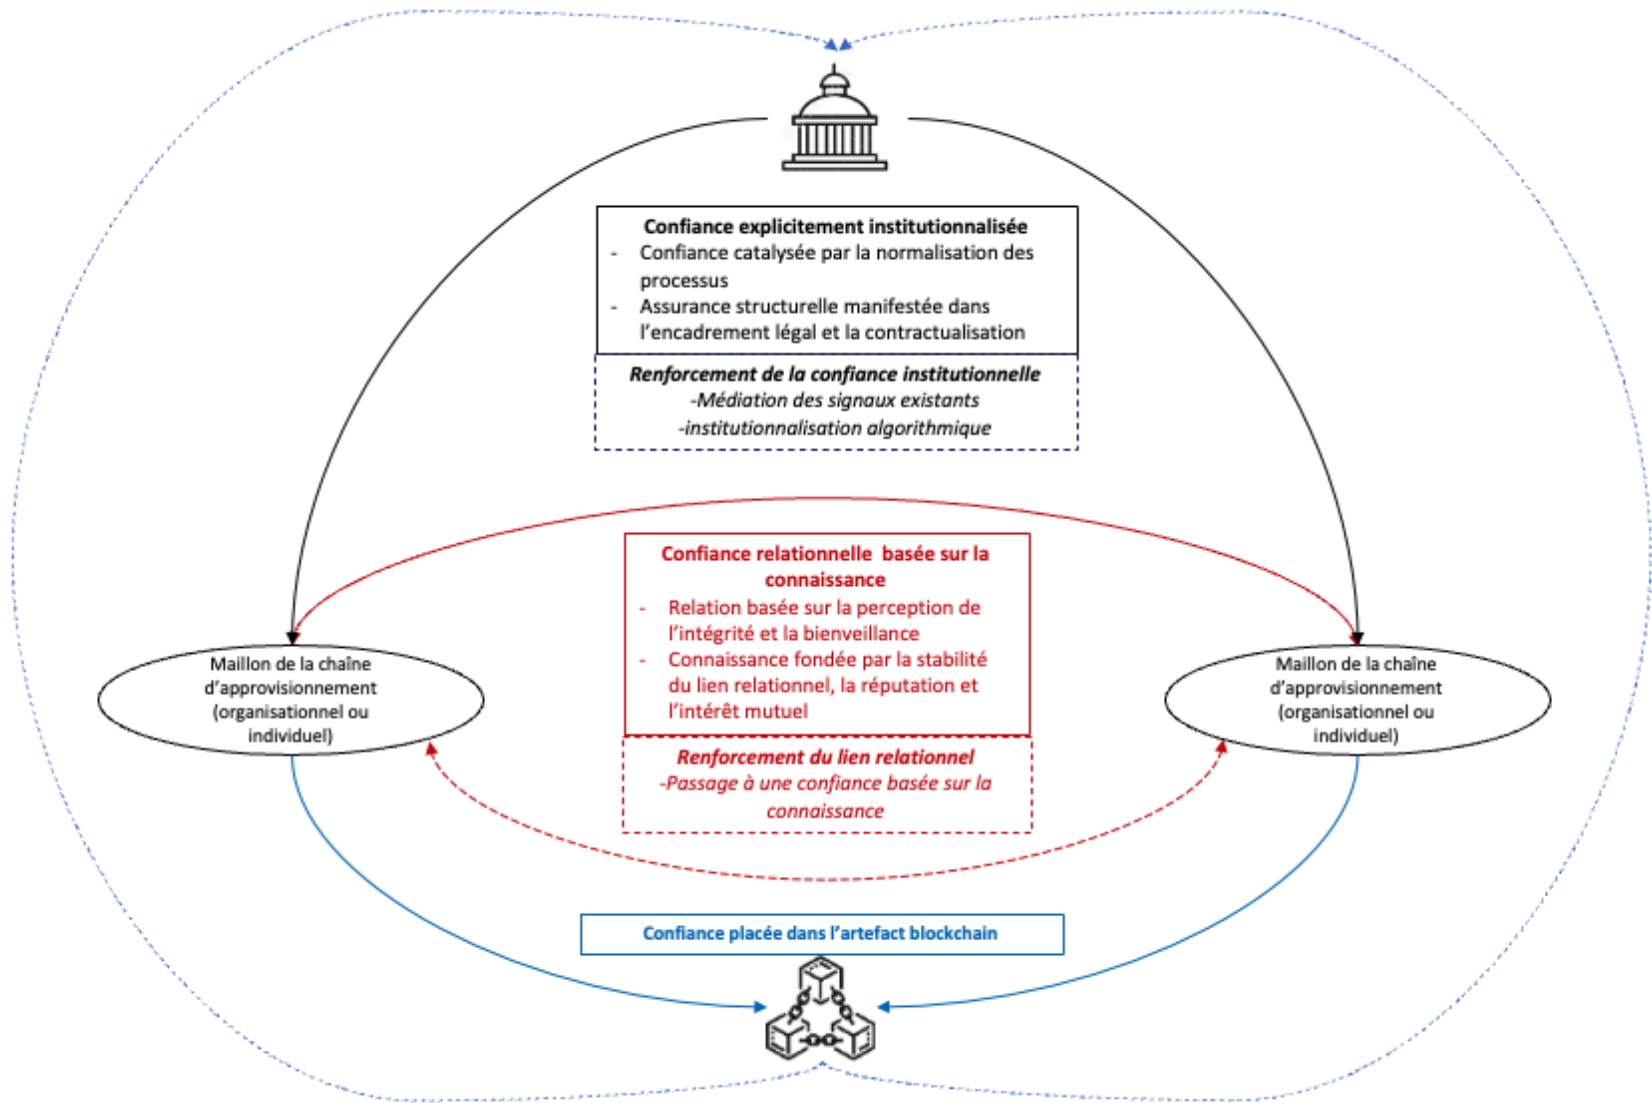 Confiance explicitement institutionnalisée
- Confiance catalysée par la normalisation des
processus
- Assurance structurelle manifestée dans
l'encadrement légal et la contractualisation
Renforcement de la confiance institutionnelle
-Médiation des signaux existants
-institutionnalisation algorithmique
Confiance relationnelle basée sur la
connaissance
- Relation basée sur la perception de
l'intégrité et la bienveillance
- Connaissance fondée par la stabilité
du lien relationnel, la réputation et
l'intérêt mutuel
Renforcement du lien relationnel
-Passage à une confiance basée sur la
connaissance
Maillon de la chaîne
d'approvisionnement
(organisationnel ou
individuel)
Maillon de la chaîne
d'approvisionnement
(organisationnel ou
individuel)
Confiance placée dans l'artefact blockchain